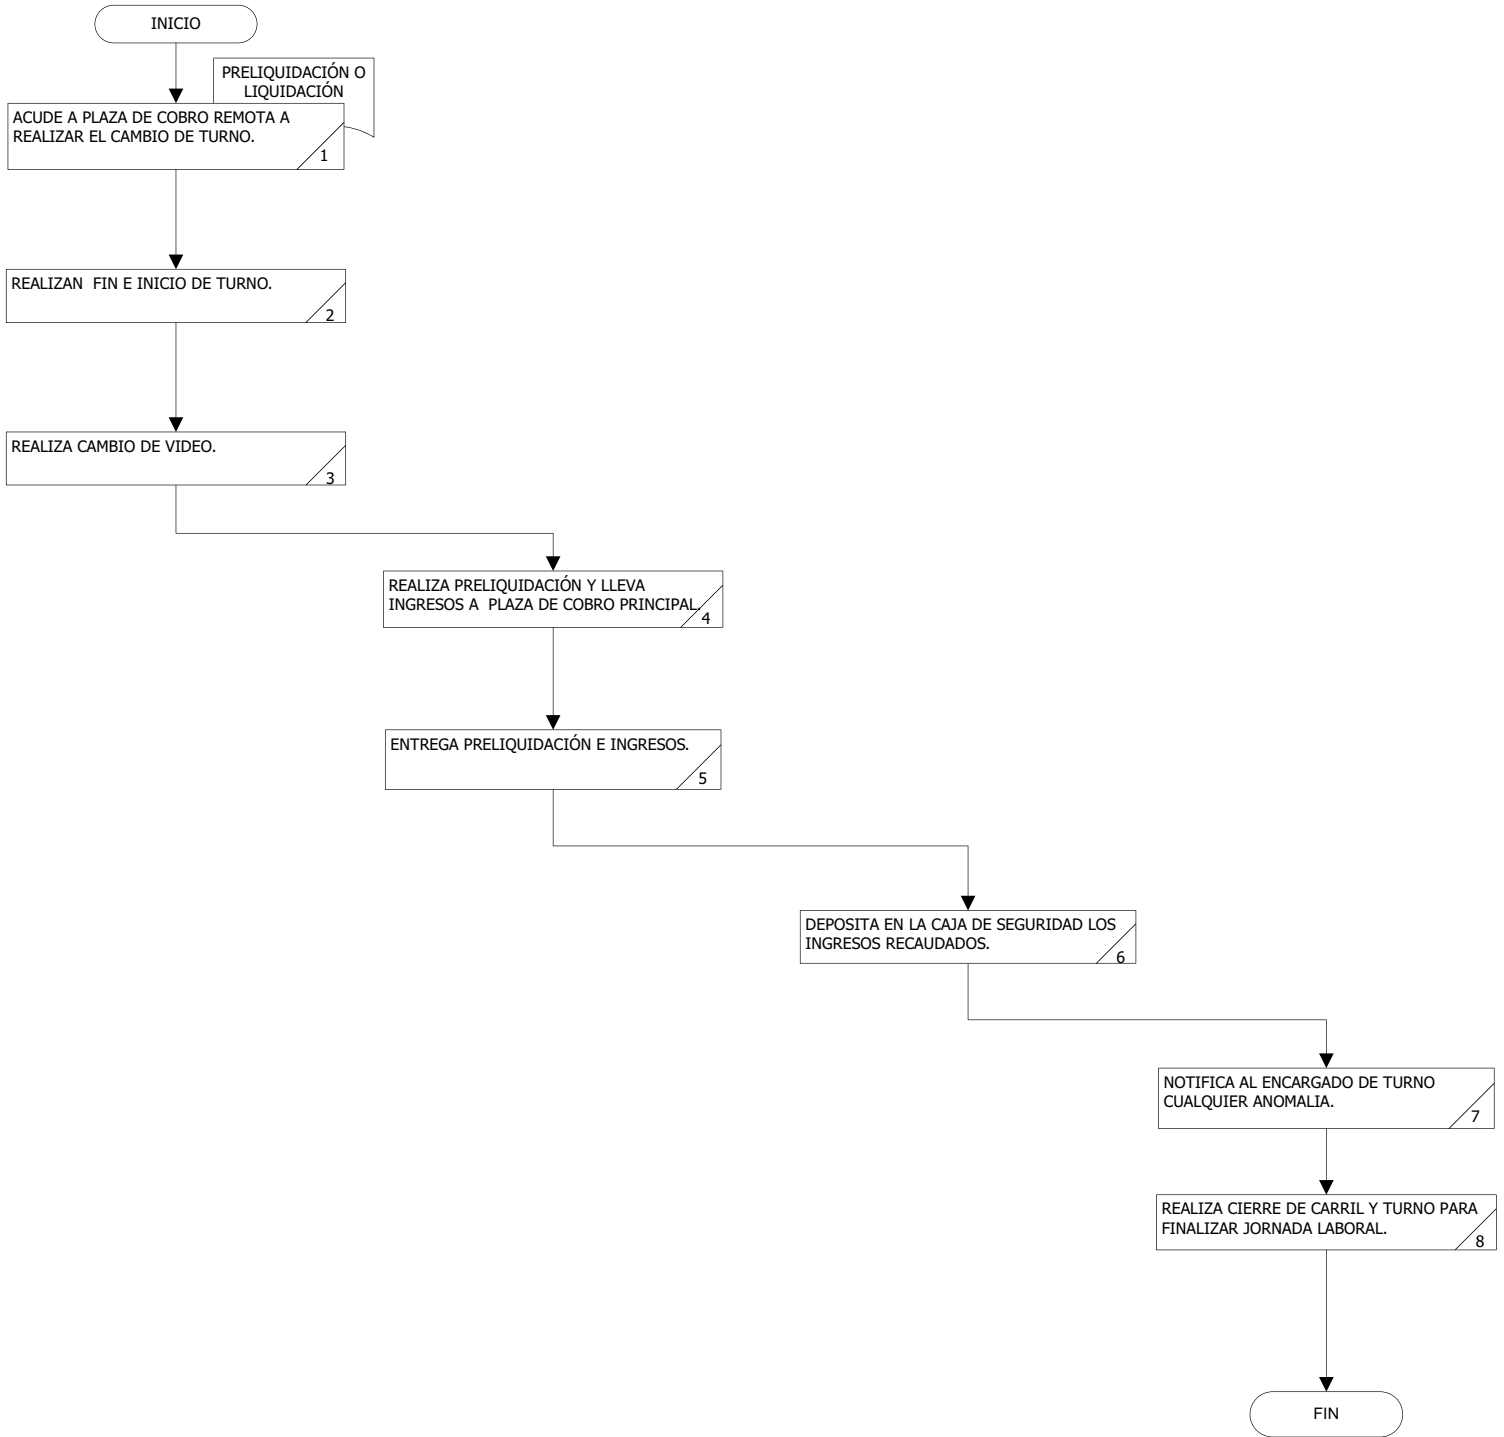 INICIO
PRELIQUIDACIÓN O
LIQUIDACIÓN
ACUDE A PLAZA DE COBRO REMOTA A
REALIZAR EL CAMBIO DE TURNO.
1
REALIZAN  FIN E INICIO DE TURNO.
2
REALIZA CAMBIO DE VIDEO.
3
REALIZA PRELIQUIDACIÓN Y LLEVA
INGRESOS A  PLAZA DE COBRO PRINCIPAL.
4
ENTREGA PRELIQUIDACIÓN E INGRESOS.
5
DEPOSITA EN LA CAJA DE SEGURIDAD LOS
INGRESOS RECAUDADOS.
6
NOTIFICA AL ENCARGADO DE TURNO
CUALQUIER ANOMALIA.
7
REALIZA CIERRE DE CARRIL Y TURNO PARA
FINALIZAR JORNADA LABORAL.
8
FIN